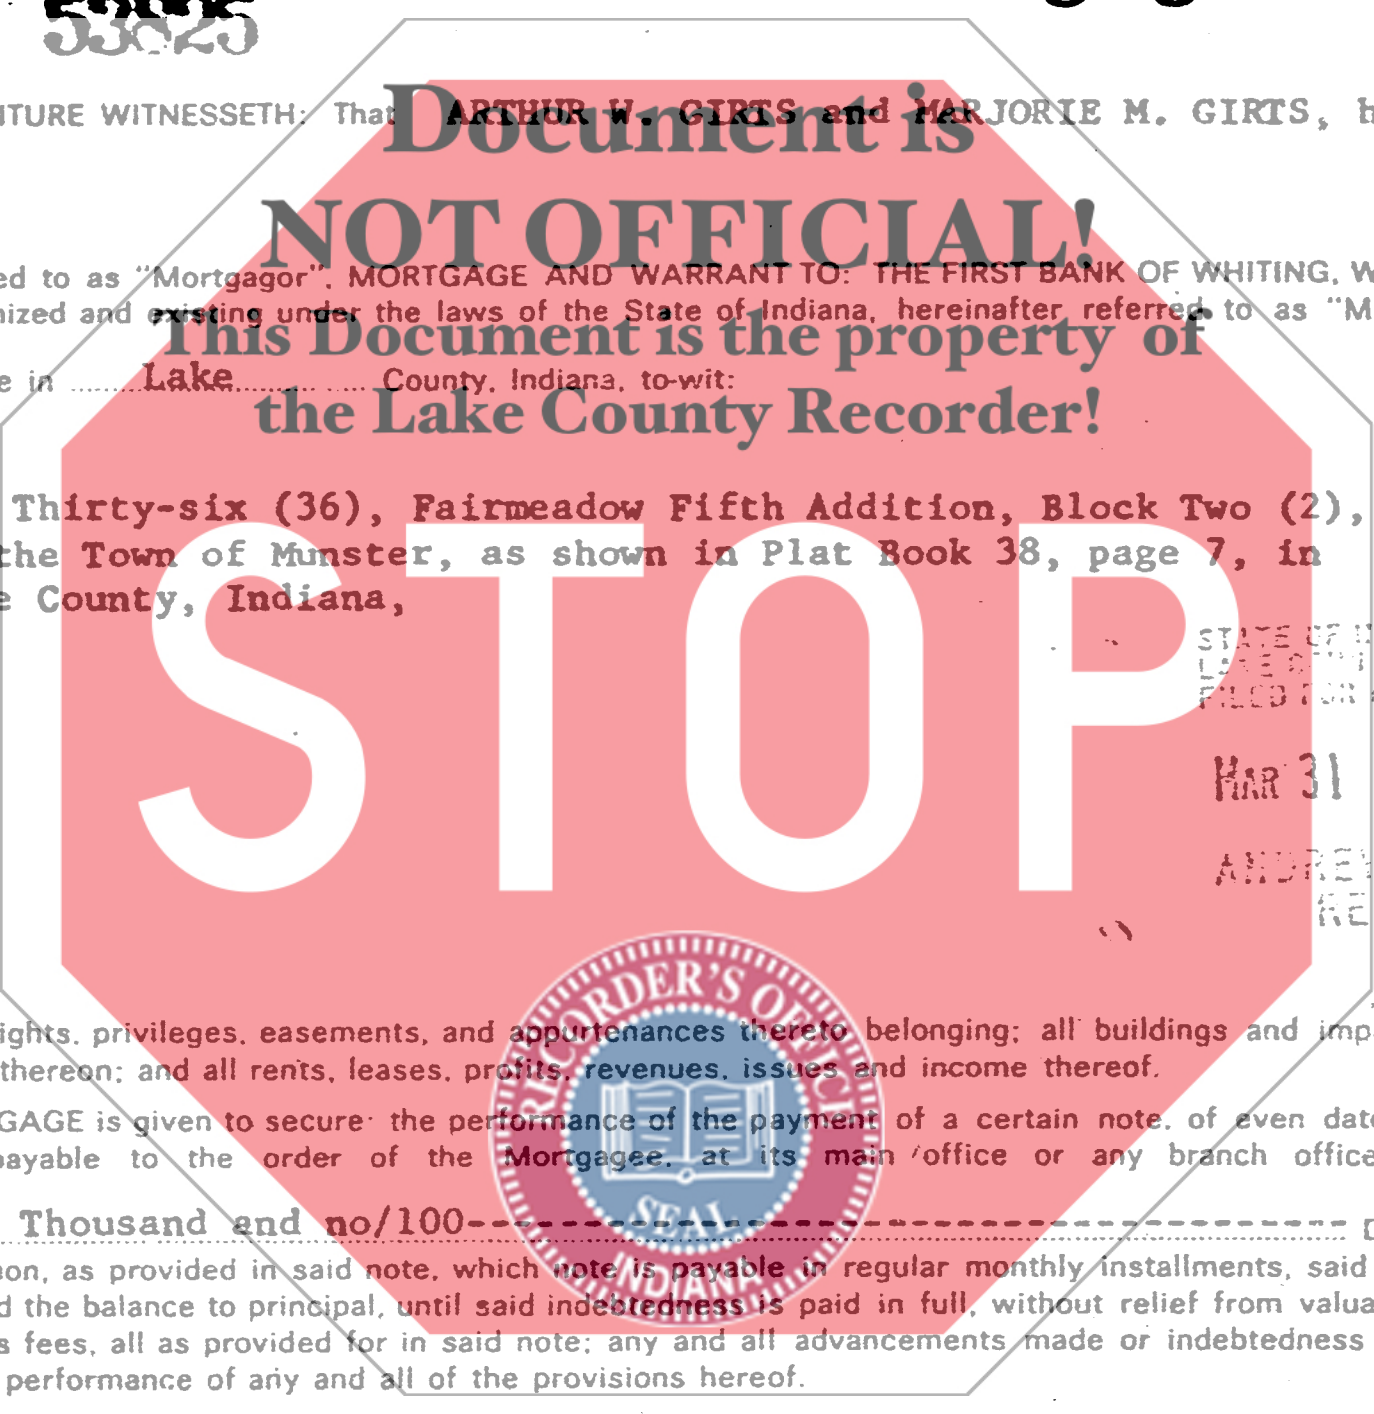 53825
ITURE WITNESSETH: That ARTHUR W. GIRTS and MARJORIE M. GIRTS, h
Document is
NOT OFFICIAL!
ed to as "Mortgagor", MORTGAGE AND WARRANT TO: THE FIRST BANK OF WHITING, W
nized and existing under the laws of the State of Indiana, hereinafter referred to as "M
This Document is the property of
e in Lake County, Indiana, to-wit:
the Lake County Recorder!
Thirty-six (36), Fairmeadow Fifth Addition, Block Two (2),
the Town of Munster, as shown in Plat Book 38, page 7, in
e County, Indiana,
STOP
STATE OF
FILED FOR
MAR 31
ights, privileges, easements, and appurtenances thereto belonging; all buildings and imp
thereon; and all rents, leases, profits, revenues, issues and income thereof.
GAGE is given to secure the performance of the payment of a certain note, of even date
payable to the order of the Mortgagee, at its main office or any branch office
Thousand and no/100--------------------------------
on, as provided in said note, which note is payable in regular monthly installments, said
d the balance to principal, until said indebtedness is paid in full, without relief from valua
s fees, all as provided for in said note; any and all advancements made or indebtedness
performance of any and all of the provisions hereof.
RECORDER'S OFFICE
SEAL
INDIANA